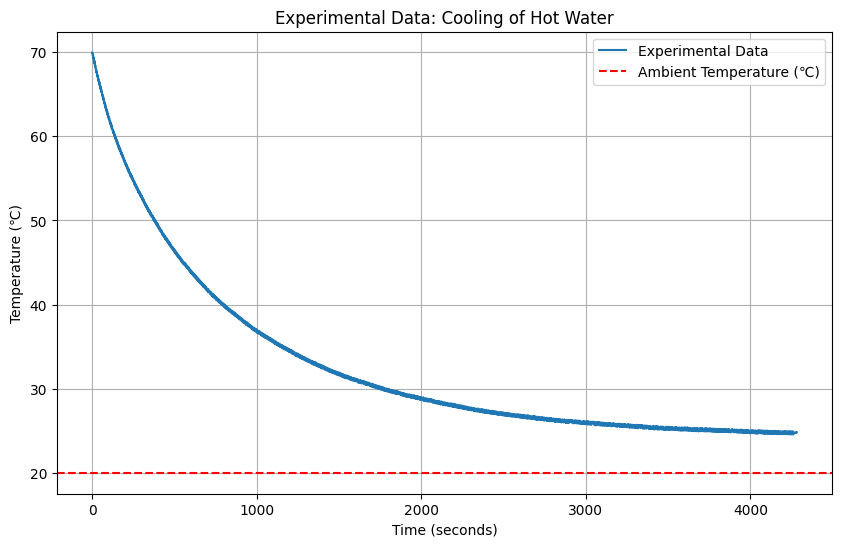 Experimental Data: Cooling of Hot Water
Experimental Data
Ambient Temperature (℃)
70
60
50
40
30
20
Temperature (℃)
0 1000 2000 3000 4000
Time (seconds)